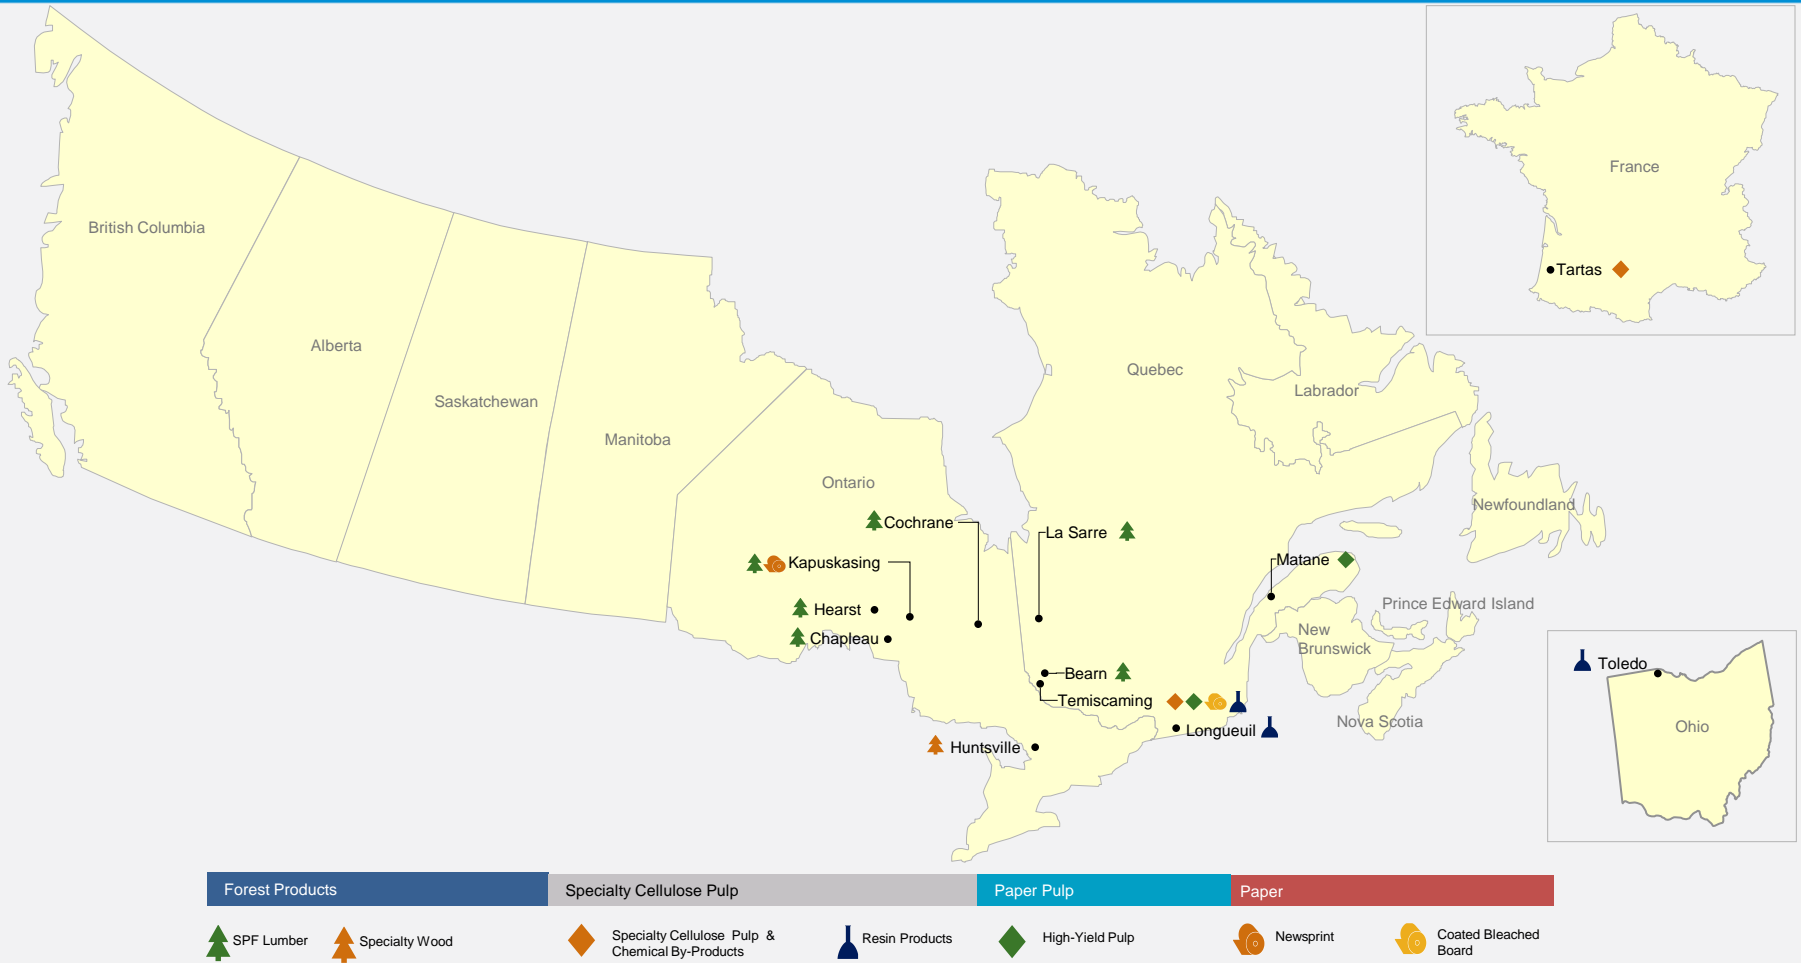 British Columbia
Alberta
Saskatchewan
Manitoba
Ontario
Quebec
Labrador
Newfoundland
Prince Edward Island
New
Brunswick
Nova Scotia
Cochrane
Kapuskasing
Hearst
Chapleau
La Sarre
Matane
Bearn
Temiscaming
Longueuil
Huntsville
France
Tartas
Toledo
Ohio
Forest Products
Specialty Cellulose Pulp
Paper Pulp
Paper
SPF Lumber
Specialty Wood
Specialty Cellulose Pulp &
Chemical By-Products
Resin Products
High-Yield Pulp
Newsprint
Coated Bleached
Board